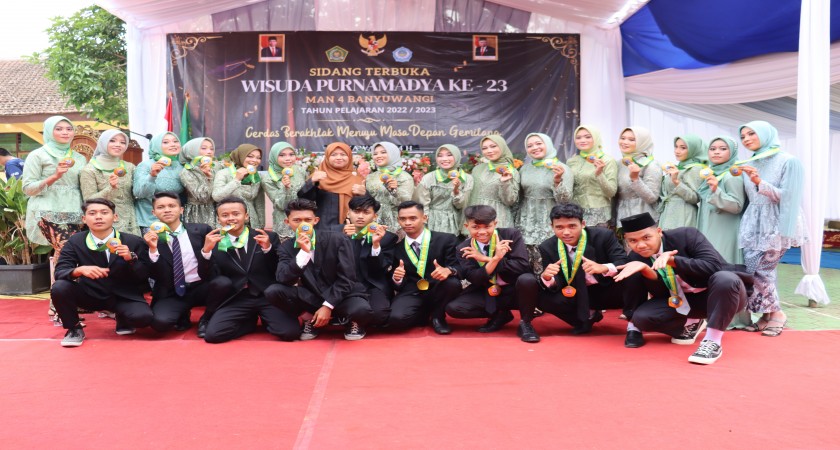 SIDANG TERBUKA
WISUDA PURNAMADYA KE - 23
MAN 4 BANYUWANGI
TAHUN PELAJARAN 2022 / 2023
Cerdas Berakhlak Menuju Masa Depan Gemilang